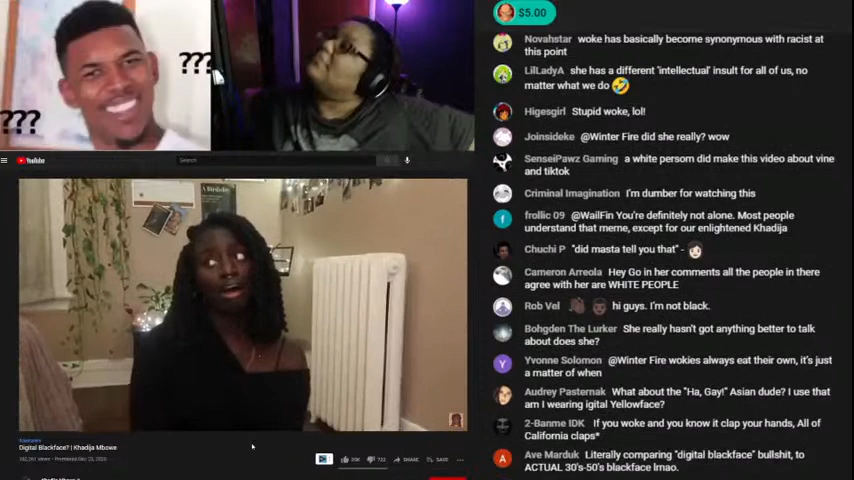 $5.00
???
???
YouTube
Search
Novahstar woke has basically become synonymous with racist at
this point
LilLadyA she has a different 'intellectual' insult for all of us, no
matter what we do
Higesgirl Stupid woke, lol!
Joinsideke @Winter Fire did she really? wow
SenseiPawz Gaming a white persom did make this video about vine
and tiktok
Criminal Imagination I'm dumber for watching this
frollic 09 @WailFin You're definitely not alone. Most people
understand that meme, except for our enlightened Khadija
Chuchi P "did masta tell you that" -
Cameron Arreola Hey Go in her comments all the people in there
agree with her are WHITE PEOPLE
Rob Vel hi guys. I'm not black.
Bohgden The Lurker She really hasn't got anything better to talk
about does she?
Y Yvonne Solomon @Winter Fire wokies always eat their own, it's just
a matter of when
Audrey Pasternak What about the "Ha, Gay!" Asian dude? I use that
am I wearing igital Yellowface?
2-Banme IDK If you woke and you know it clap your hands, All of
California claps*
A Ave Marduk Literally comparing "digital blackface" bullshit, to
ACTUAL 30's-50's blackface lmao.
Digital Blackface? | Khadija Mbowe
SHARE
SAVE